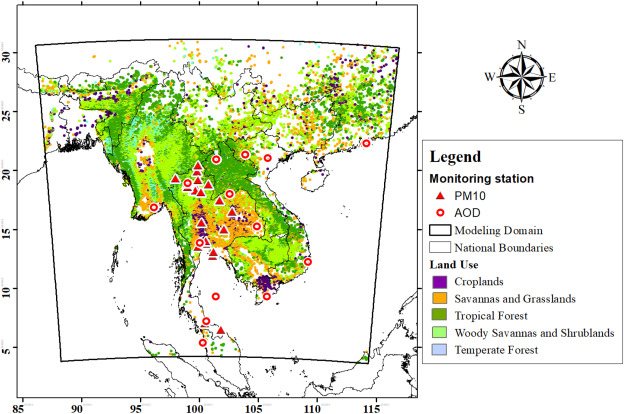 30
25
20
15
10
5
85
90
95
100
105
110
115
N
W
E
S
Legend
Monitoring station
PM10
AOD
Modeling Domain
National Boundaries
Land Use
Croplands
Savannas and Grasslands
Tropical Forest
Woody Savannas and Shrublands
Temperate Forest